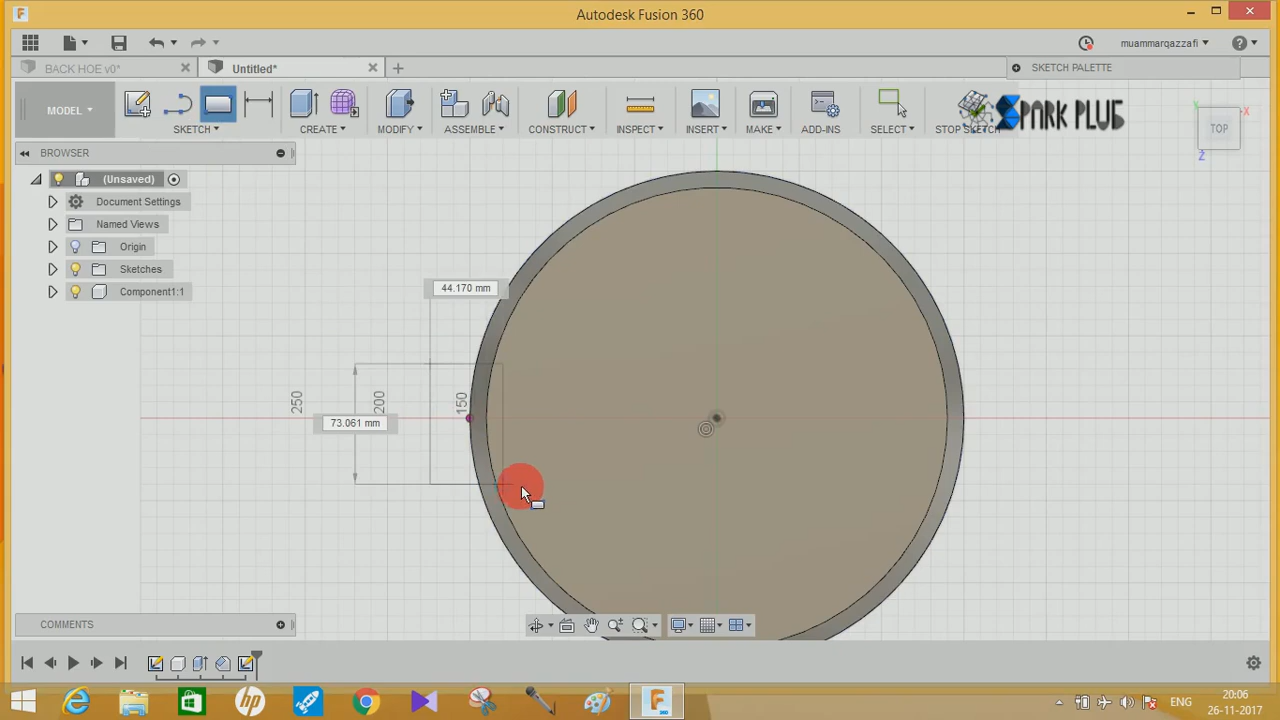 Autodesk Fusion 360
muammarqazzafi
BACK HOE v0*
Untitled*
SKETCH PALETTE
MODEL
SKETCH
CREATE
MODIFY
ASSEMBLE
CONSTRUCT
INSPECT
INSERT
MAKE
ADD-INS
SELECT
STOP SKETCH
SPARK PLUG
BROWSER
TOP
X
Y
Z
(Unsaved)
Document Settings
Named Views
Origin
Sketches
Component1:1
44.170 mm
250
200
150
73.061 mm
COMMENTS
ENG
20:06
26-11-2017